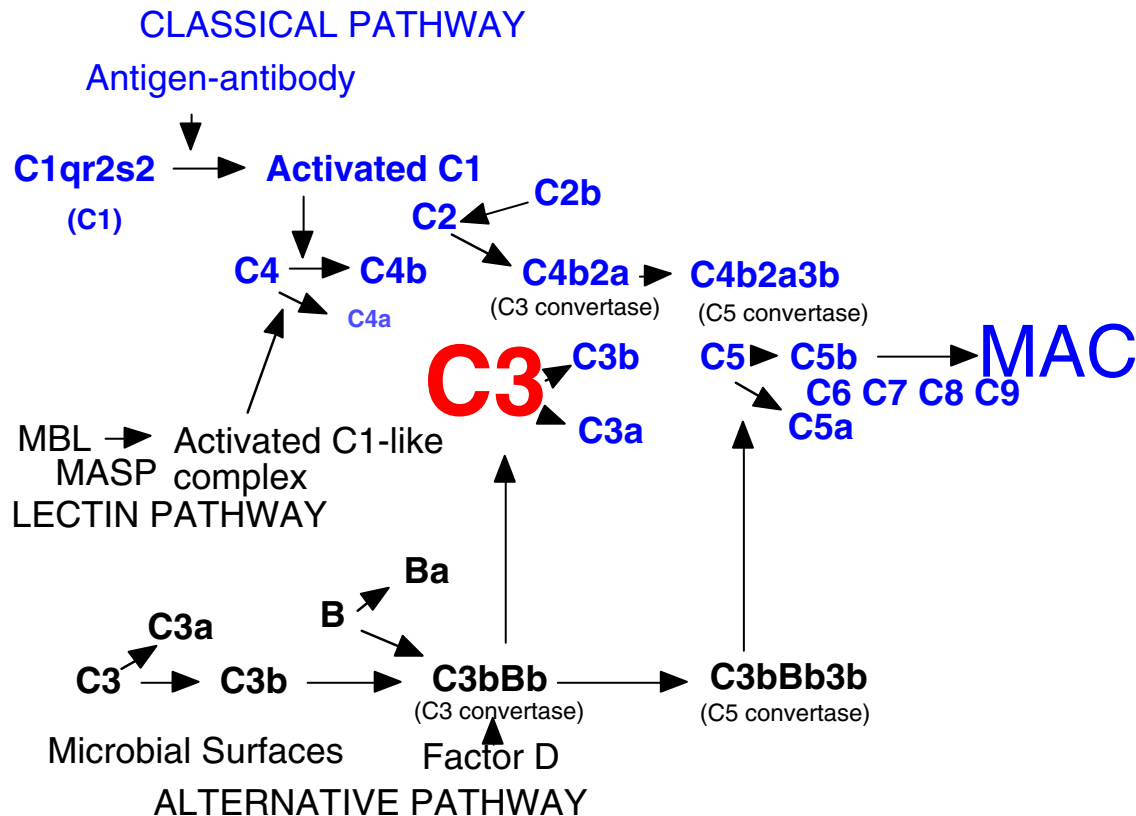 CLASSICAL PATHWAY
Antigen-antibody
C1qr2s2 Activated C1
(C1)
C2 C2b
C4 C4b
C4a
C4b2a C4b2a3b
(C3 convertase) (C5 convertase)
C3 C3b
C3a
C5 C5b MAC
C6 C7 C8 C9
C5a
MBL Activated C1-like
MASP complex
LECTIN PATHWAY
Ba
B
C3a
C3 C3b C3bBb C3bBb3b
(C3 convertase) (C5 convertase)
Microbial Surfaces Factor D
ALTERNATIVE PATHWAY